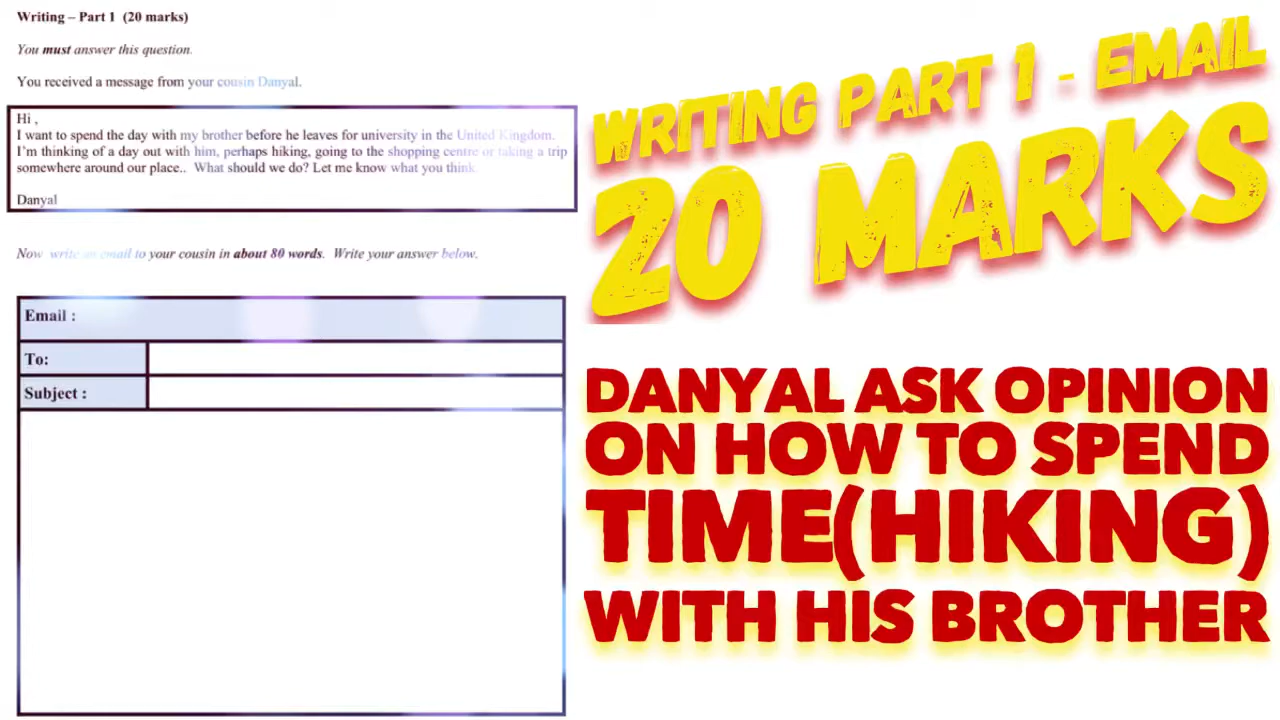 Writing – Part 1 (20 marks)
You must answer this question.
You received a message from your cousin Danyal.
Hi ,
I want to spend the day with my brother before he leaves for university in the United Kingdom.
I'm thinking of a day out with him, perhaps hiking, going to the shopping centre or taking a trip
somewhere around our place.. What should we do? Let me know what you think
Danyal
Now write an email to your cousin in about 80 words. Write your answer below.
Email :
To:
Subject :
WRITING PART 1 - EMAIL
20 MARKS
DANYAL ASK OPINION
ON HOW TO SPEND
TIME(HIKING)
WITH HIS BROTHER